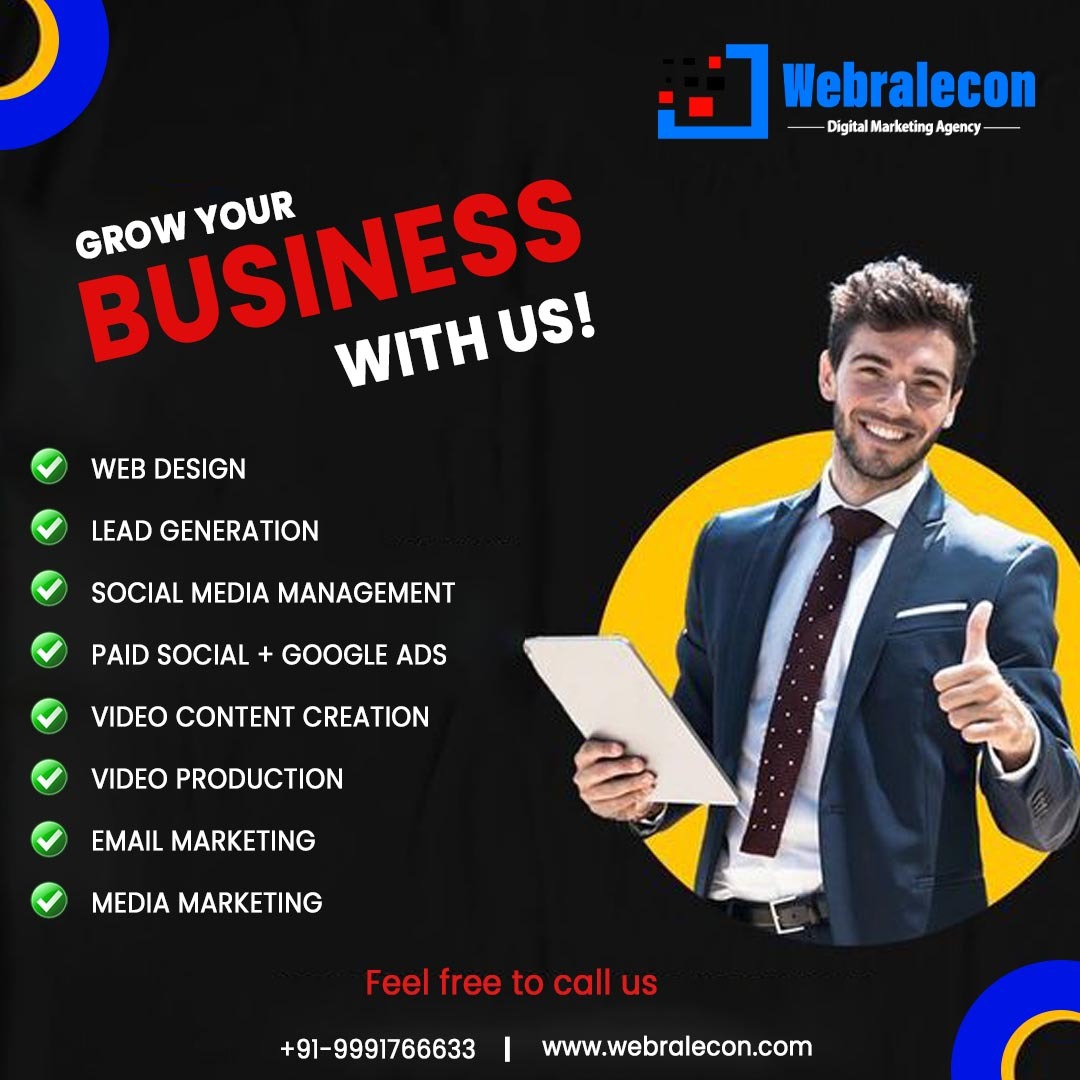 Webralecon
Digital Marketing Agency
GROW YOUR
BUSINESS
WITH US!
WEB DESIGN
LEAD GENERATION
SOCIAL MEDIA MANAGEMENT
PAID SOCIAL + GOOGLE ADS
VIDEO CONTENT CREATION
VIDEO PRODUCTION
EMAIL MARKETING
MEDIA MARKETING
Feel free to call us
+91-9991766633 | www.webralecon.com